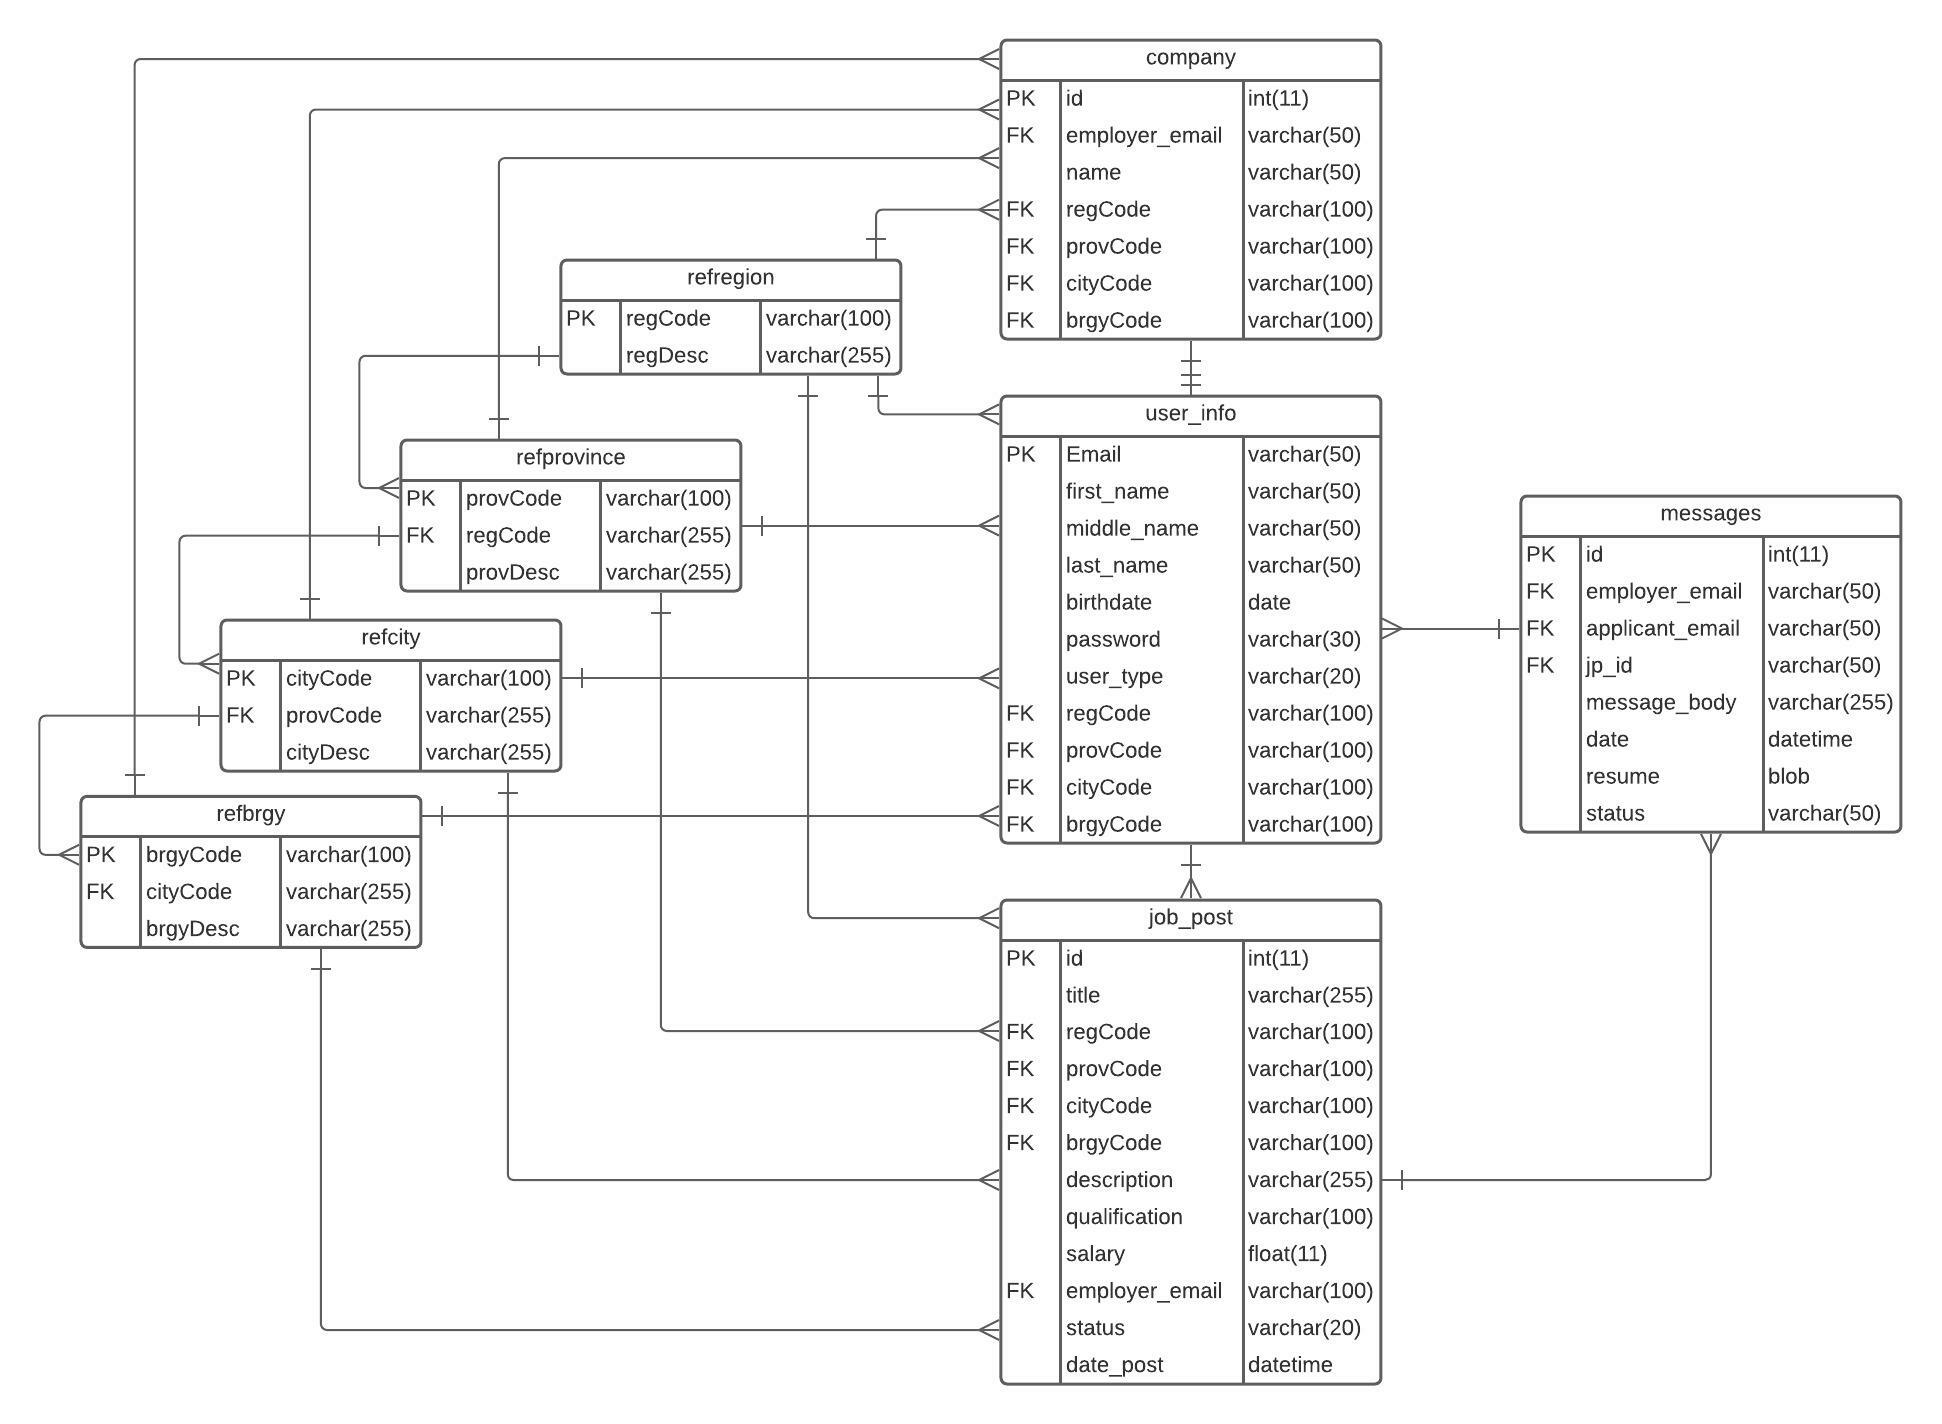 company
PK id int(11)
FK employer_email varchar(50)
name varchar(50)
FK regCode varchar(100)
FK provCode varchar(100)
FK cityCode varchar(100)
FK brgyCode varchar(100)
refregion
PK regCode varchar(100)
regDesc varchar(255)
user_info
PK Email varchar(50)
first_name varchar(50)
middle_name varchar(50)
last_name varchar(50)
birthdate date
password varchar(30)
user_type varchar(20)
FK regCode varchar(100)
FK provCode varchar(100)
FK cityCode varchar(100)
FK brgyCode varchar(100)
refprovince
PK provCode varchar(100)
FK regCode varchar(255)
provDesc varchar(255)
messages
PK id int(11)
FK employer_email varchar(50)
FK applicant_email varchar(50)
FK jp_id varchar(50)
message_body varchar(255)
date datetime
resume blob
status varchar(50)
refcity
PK cityCode varchar(100)
FK provCode varchar(255)
cityDesc varchar(255)
refbrgy
PK brgyCode varchar(100)
FK cityCode varchar(255)
brgyDesc varchar(255)
job_post
PK id int(11)
title varchar(255)
FK regCode varchar(100)
FK provCode varchar(100)
FK cityCode varchar(100)
FK brgyCode varchar(100)
description varchar(255)
qualification varchar(100)
salary float(11)
FK employer_email varchar(100)
status varchar(20)
date_post datetime